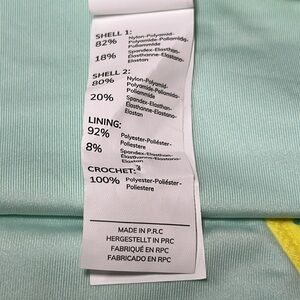 SHELL 1:
82% Nylon-Polyamid-
Polyamide-Poliamida-
Poliammide
18% Spandex-Elasthan-
Elasthanne-Elastano-
Elastan
SHELL 2:
80% Nylon-Polyamid-
Polyamide-Poliamida-
Poliammide
20% Spandex-Elasthan-
Elasthanne-Elastano-
Elastan
LINING:
92% Polyester-Poliéster-
Poliestere
8% Spandex-Elasthan-
Elasthanne-Elastano-
Elastan
CROCHET:
100% Polyester-Poliéster-
Poliestere
MADE IN P.R.C
HERGESTELLT IN PRC
FABRIQUÉ EN RPC
FABRICADO EN RPC